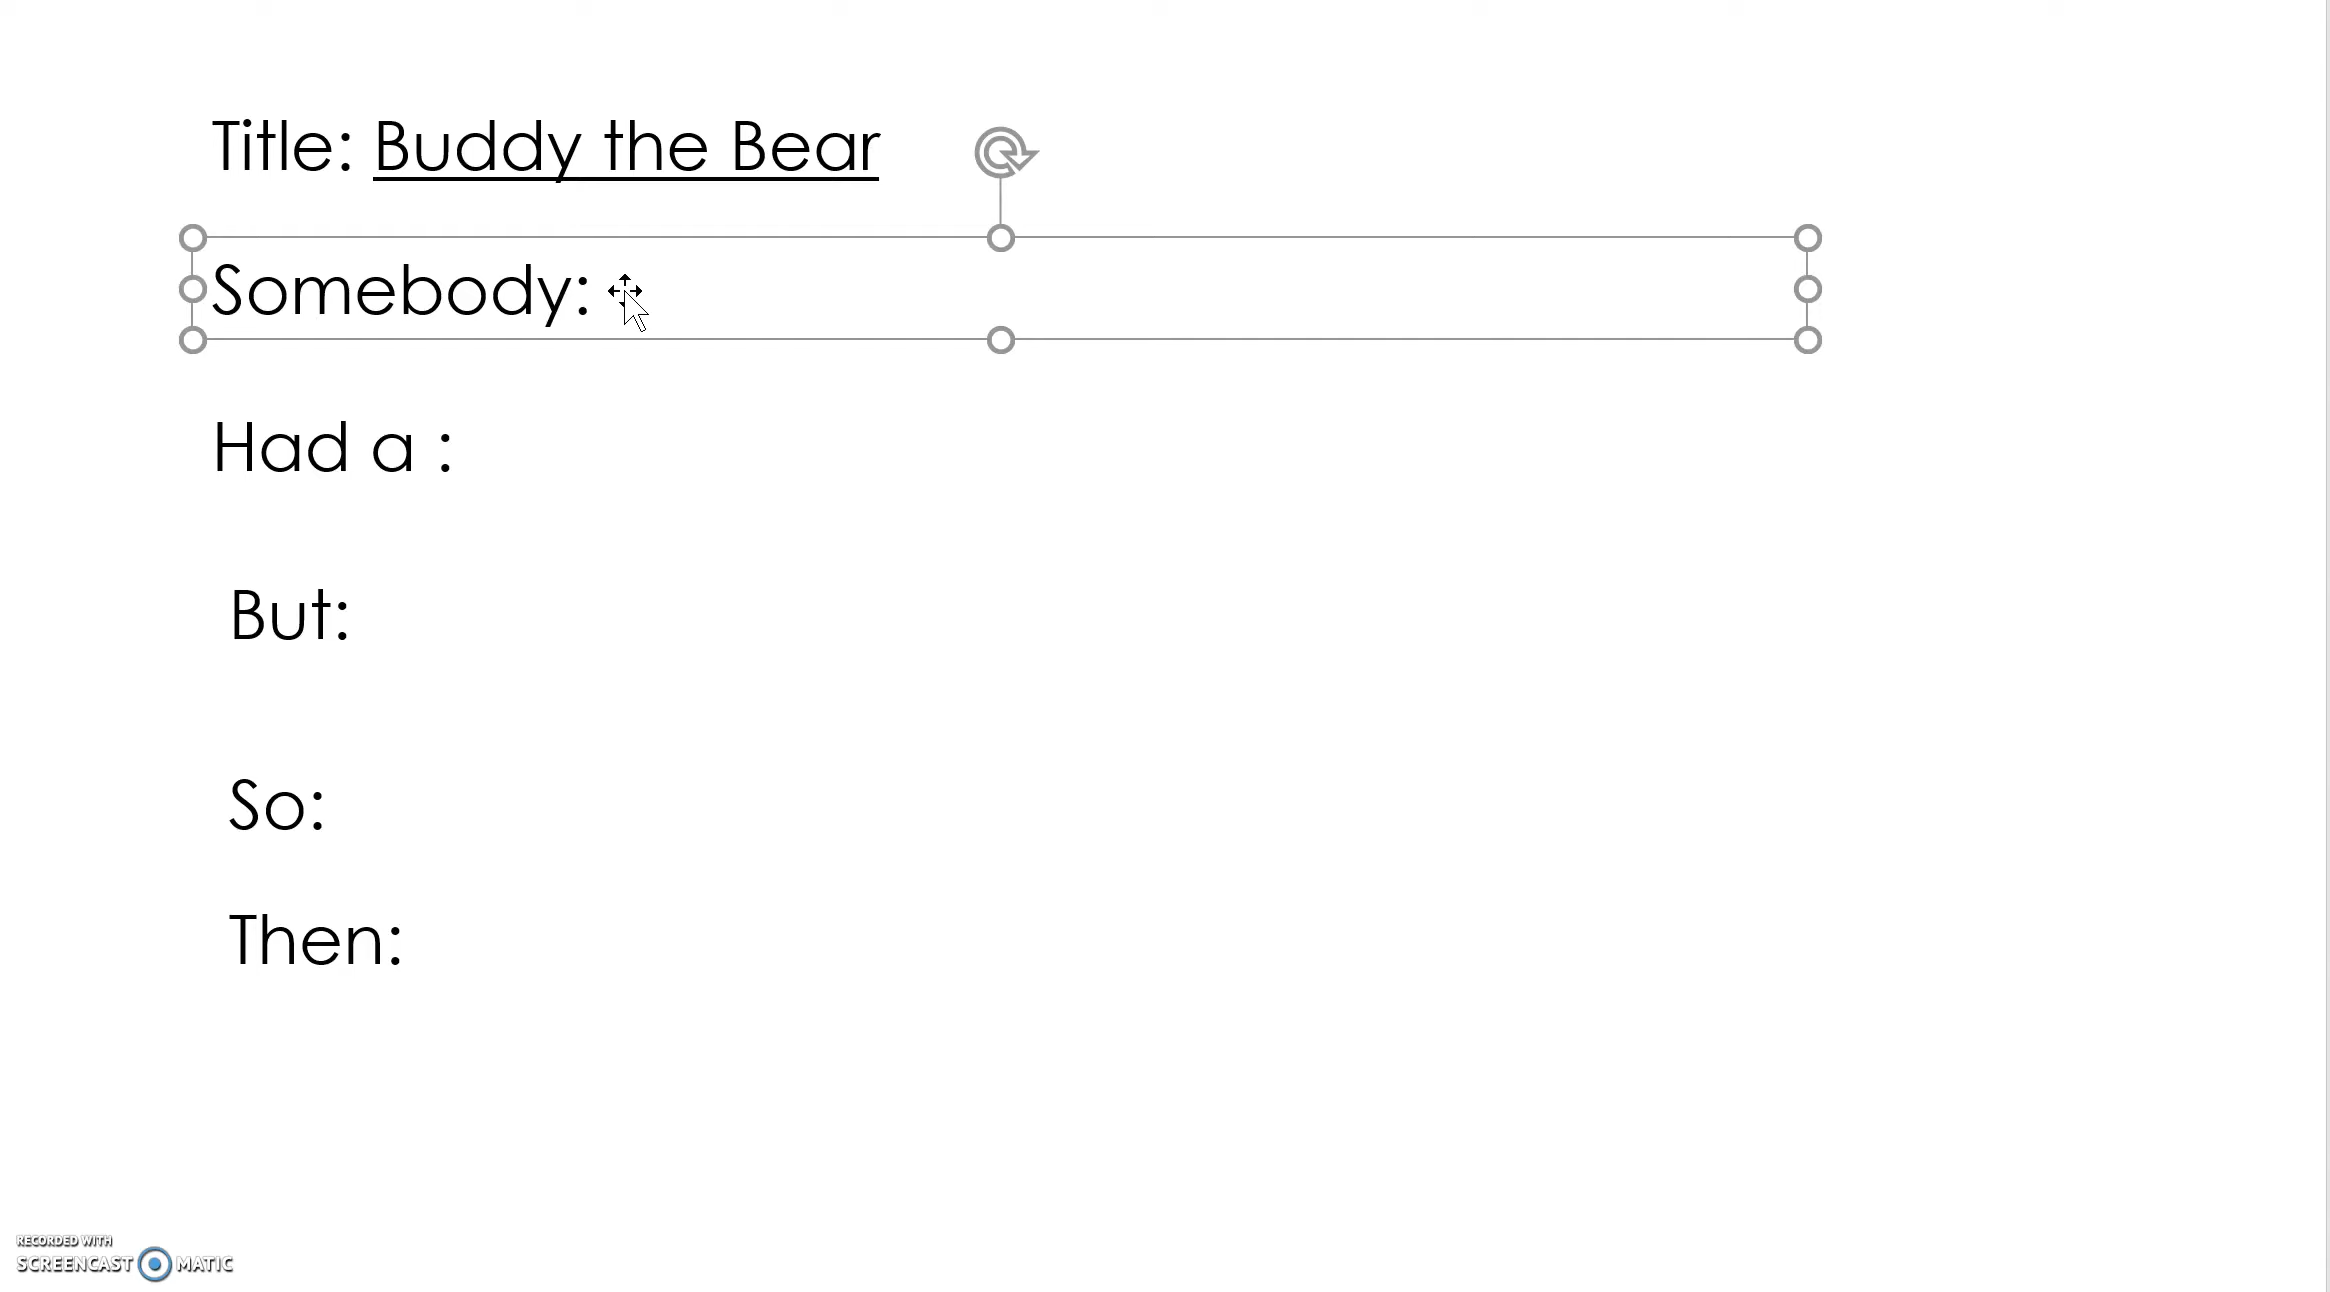 Title: Buddy the Bear
Somebody:
Had a :
But:
So:
Then:
RECORDED WITH
SCREENCAST MATIC